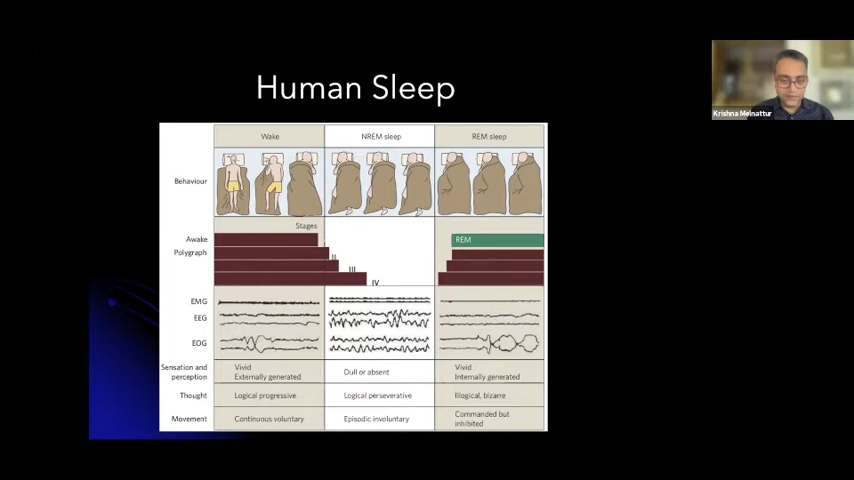 Human Sleep
Krishna Melnattur
Wake NREM sleep REM sleep
Behaviour
Stages
Awake
REM
Polygraph
I
II
III
IV
EMG
EEG
EOG
Sensation and perception
Vivid
Externally generated
Dull or absent
Vivid
Internally generated
Thought
Logical progressive
Logical perseverative
Illogical, bizarre
Movement
Continuous voluntary
Episodic involuntary
Commanded but
inhibited